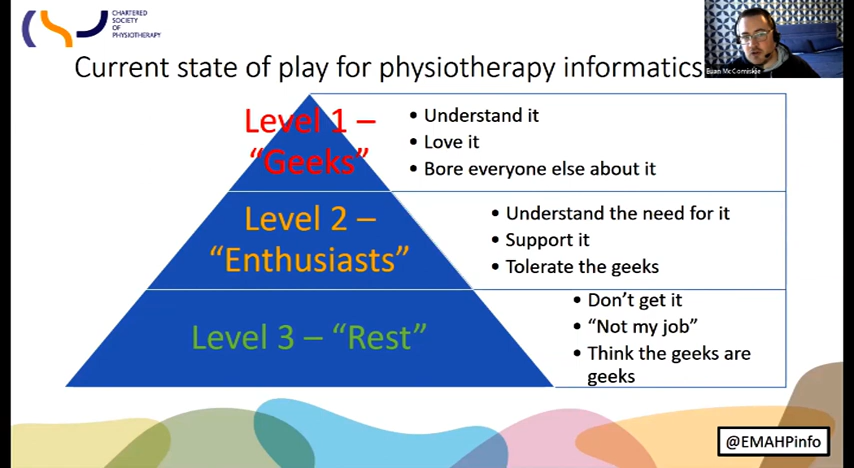 CHARTERED
SOCIETY
OF
PHYSIOTHERAPY
Euan McComiskie
Current state of play for physiotherapy informatics
Level 1 –
“Geeks”
• Understand it
• Love it
• Bore everyone else about it
Level 2 –
“Enthusiasts”
• Understand the need for it
• Support it
• Tolerate the geeks
Level 3 – “Rest”
• Don’t get it
• “Not my job”
• Think the geeks are
geeks
@EMAHPinfo